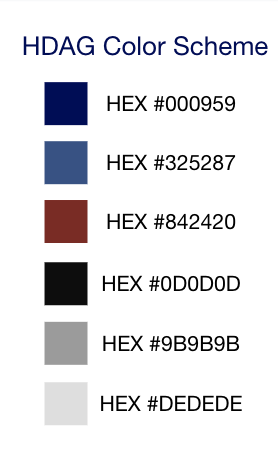 HDAG Color Scheme
HEX #000959
HEX #325287
HEX #842420
HEX #0D0D0D
HEX #9B9B9B
HEX #DEDEDE